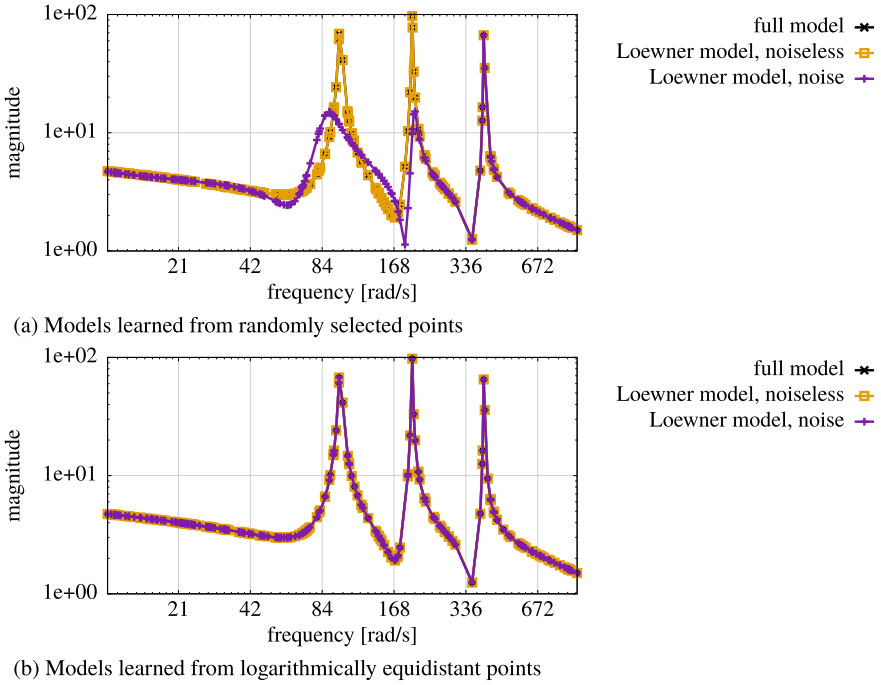 1e+02
1e+01
1e+00
magnitude
21 42 84 168 336 672
frequency [rad/s]
full model
Loewner model, noiseless
Loewner model, noise
(a) Models learned from randomly selected points
1e+02
1e+01
1e+00
magnitude
21 42 84 168 336 672
frequency [rad/s]
full model
Loewner model, noiseless
Loewner model, noise
(b) Models learned from logarithmically equidistant points